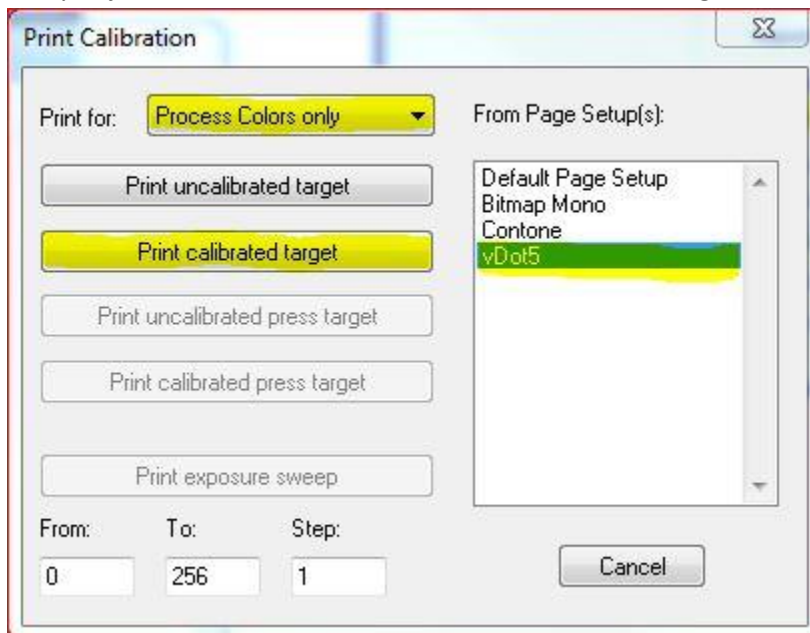 Print Calibration
Print for: Process Colors only
From Page Setup(s):
Print uncalibrated target
Print calibrated target
Print uncalibrated press target
Print calibrated press target
Print exposure sweep
Default Page Setup
Bitmap Mono
Contone
vDot5
From: To: Step:
0 256 1
Cancel